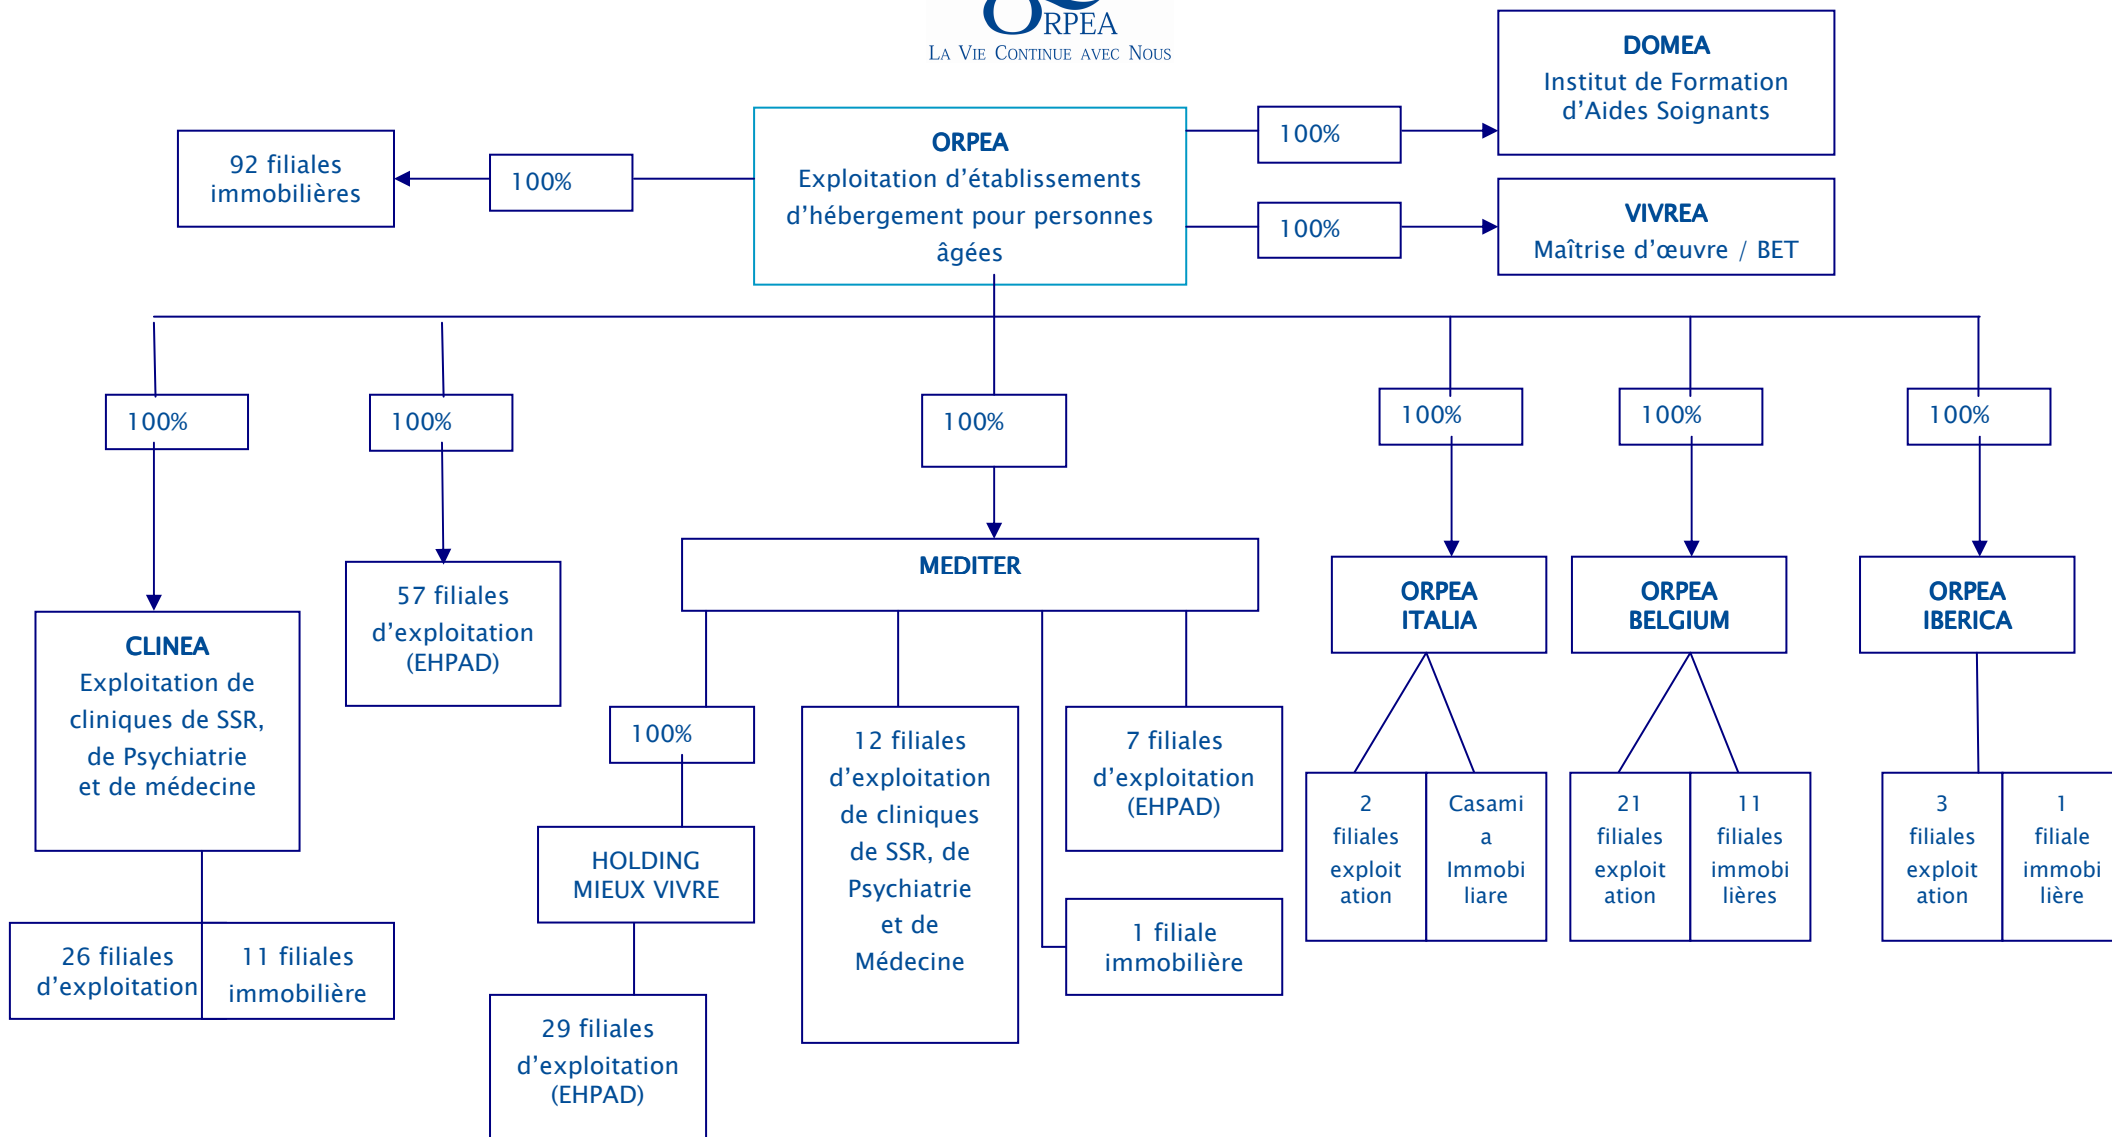 ORPEA
LA VIE CONTINUE AVEC NOUS
DOMEA
Institut de Formation
d'Aides Soignants
100%
ORPEA
Exploitation d'établissements
d'hébergement pour personnes
âgées
92 filiales
immobilières
100%
VIVREA
Maîtrise d'œuvre / BET
100%
100%
100%
100%
100%
100%
100%
CLINEA
Exploitation de
cliniques de SSR,
de Psychiatrie
et de médecine
57 filiales
d'exploitation
(EHPAD)
MEDITER
ORPEA
ITALIA
ORPEA
BELGIUM
ORPEA
IBERICA
100%
12 filiales
d'exploitation
de cliniques
de SSR, de
Psychiatrie
et de
Médecine
7 filiales
d'exploitation
(EHPAD)
2
filiales
exploit
ation
Casami
a
Immobi
liare
21
filiales
exploit
ation
11
filiales
immobi
lières
3
filiales
exploit
ation
1
filiale
immobi
lière
HOLDING
MIEUX VIVRE
1 filiale
immobilière
26 filiales
d'exploitation
11 filiales
immobilière
29 filiales
d'exploitation
(EHPAD)